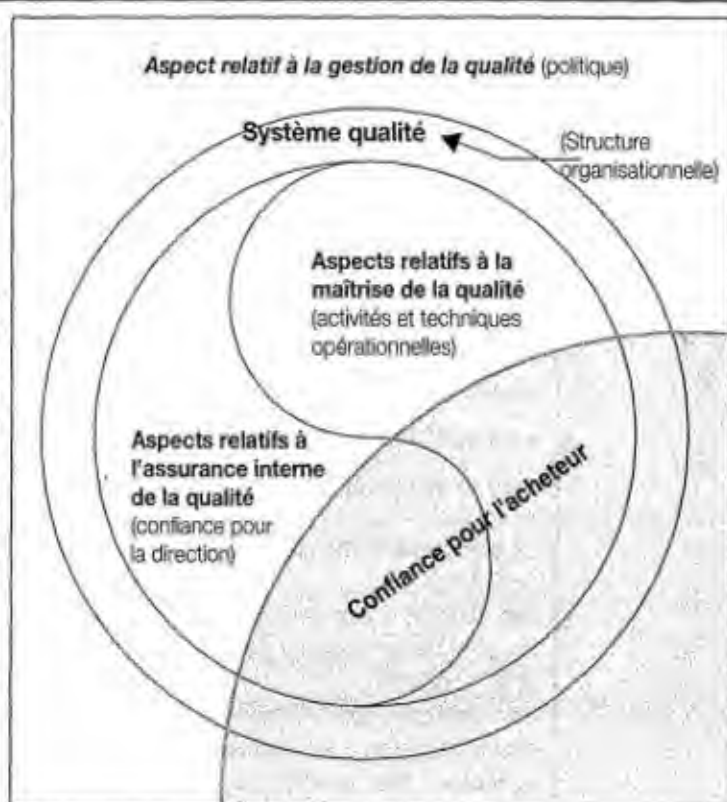 Aspect relatif à la gestion de la qualité (politique)
Système qualité
(Structure
organisationnelle)
Aspects relatifs à la
maîtrise de la qualité
(activités et techniques
opérationnelles)
Aspects relatifs à
l'assurance interne
de la qualité
(confiance pour
la direction)
Confiance pour l'acheteur